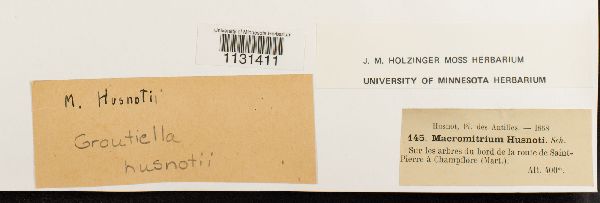 University of Minnesota Herbarium
1131411
J. M. HOLZINGER MOSS HERBARIUM
UNIVERSITY OF MINNESOTA HERBARIUM
M. Husnotii
Groutiella
husnotii
Husnot, Pl. des Antilles. — 1868
145. Macromitrium Husnoti. Sch.
Sur les arbres du bord de la route de Saint-
Pierre à Champflore (Mart.).
Alt. 400m.